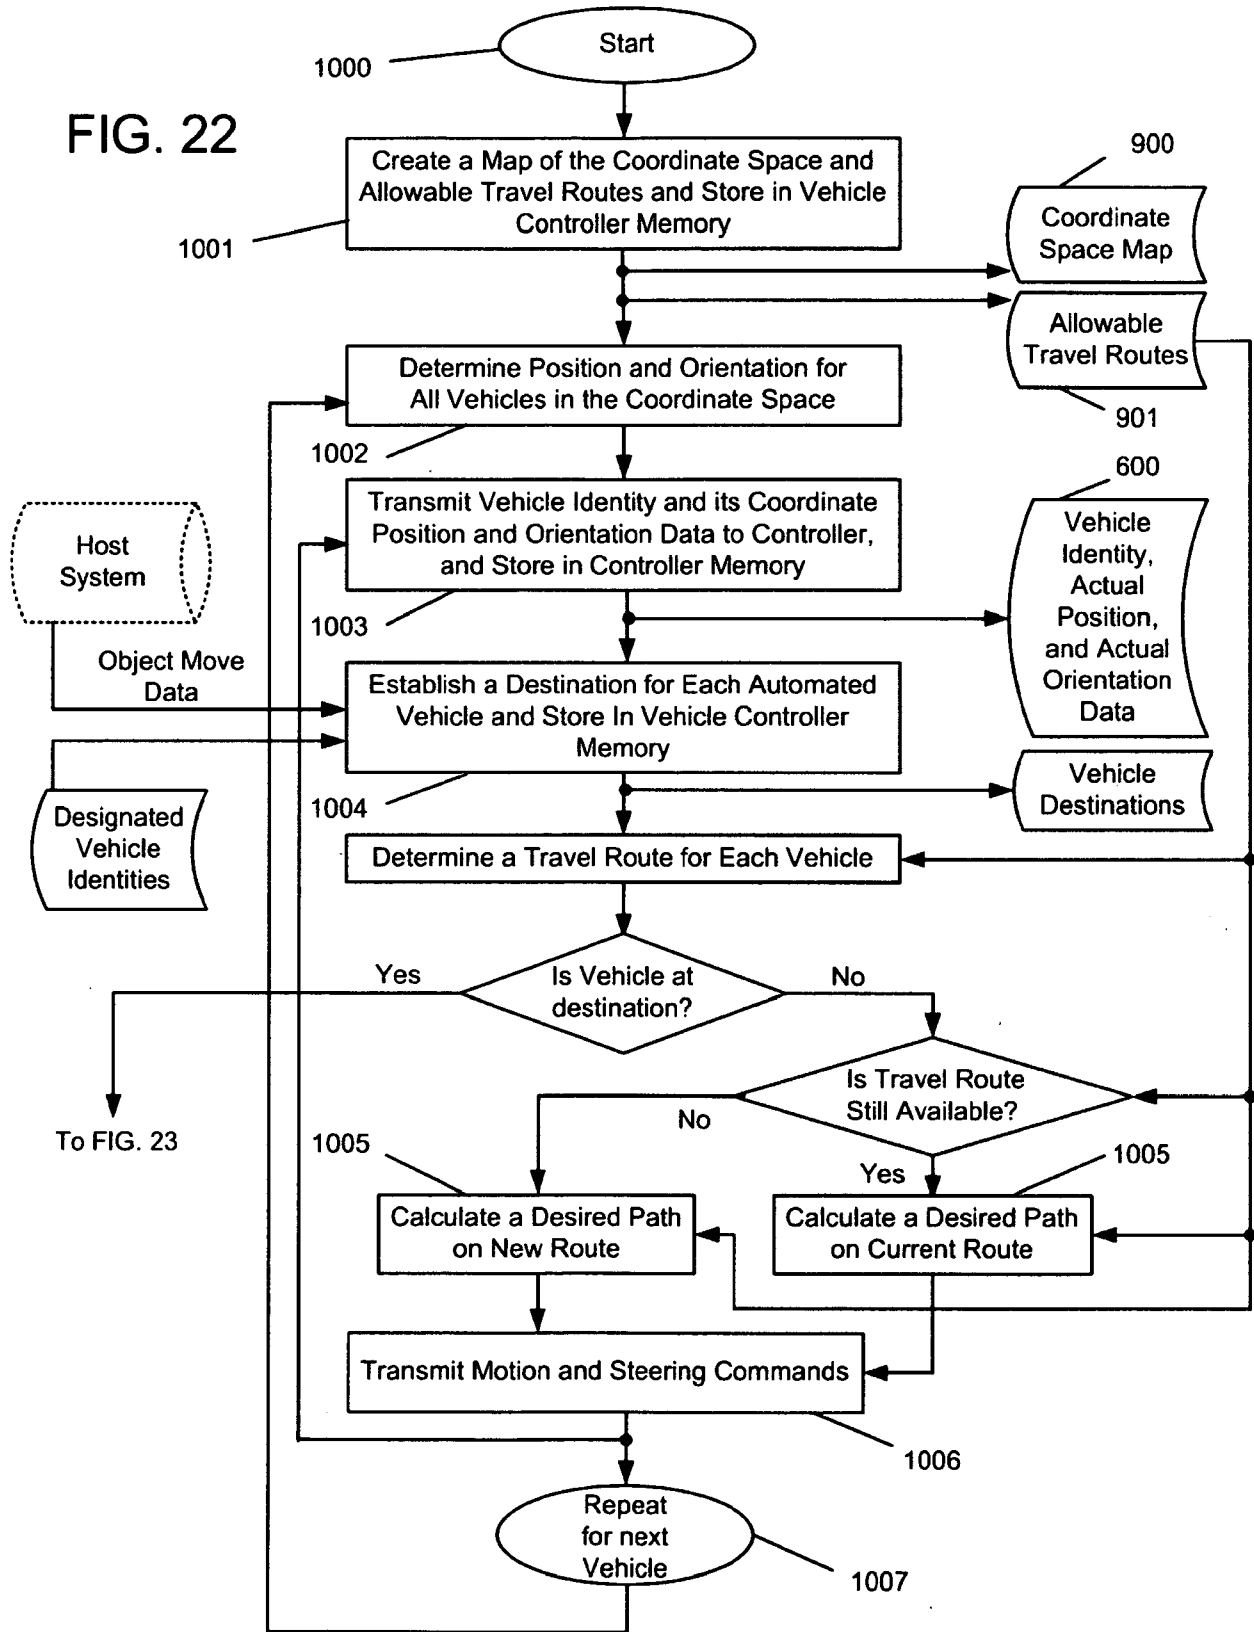 Start
1000
FIG. 22
Create a Map of the Coordinate Space and
Allowable Travel Routes and Store in Vehicle
Controller Memory
1001
900
Coordinate
Space Map
Allowable
Travel Routes
901
Determine Position and Orientation for
All Vehicles in the Coordinate Space
1002
600
Transmit Vehicle Identity and its Coordinate
Position and Orientation Data to Controller,
and Store in Controller Memory
1003
Vehicle
Identity,
Actual
Position,
and Actual
Orientation
Data
Host
System
Object Move
Data
Establish a Destination for Each Automated
Vehicle and Store In Vehicle Controller
Memory
1004
Vehicle
Destinations
Designated
Vehicle
Identities
Determine a Travel Route for Each Vehicle
Is Vehicle at
destination?
Yes
No
To FIG. 23
Is Travel Route
Still Available?
No
Yes
1005
1005
Calculate a Desired Path
on New Route
Calculate a Desired Path
on Current Route
Transmit Motion and Steering Commands
1006
Repeat
for next
Vehicle
1007